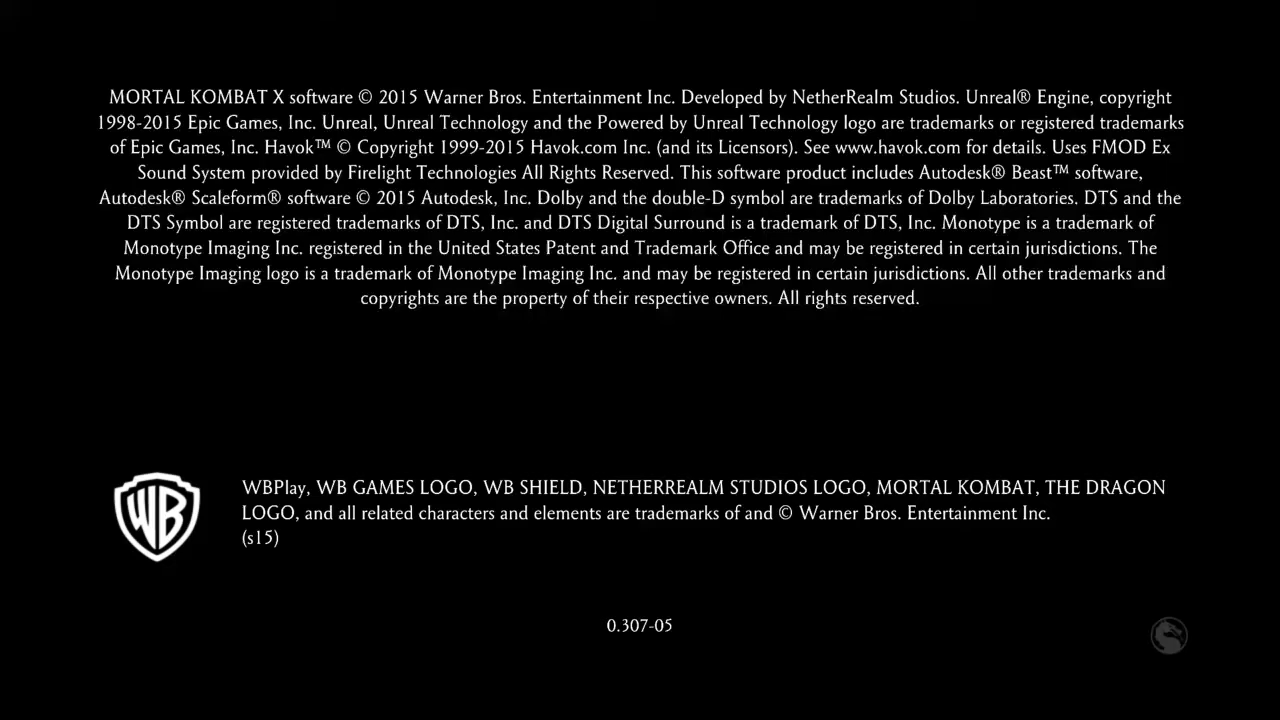 MORTAL KOMBAT X software © 2015 Warner Bros. Entertainment Inc. Developed by NetherRealm Studios. Unreal® Engine, copyright
1998-2015 Epic Games, Inc. Unreal, Unreal Technology and the Powered by Unreal Technology logo are trademarks or registered trademarks
of Epic Games, Inc. Havok™ © Copyright 1999-2015 Havok.com Inc. (and its Licensors). See www.havok.com for details. Uses FMOD Ex
Sound System provided by Firelight Technologies All Rights Reserved. This software product includes Autodesk® Beast™ software,
Autodesk® Scaleform® software © 2015 Autodesk, Inc. Dolby and the double-D symbol are trademarks of Dolby Laboratories. DTS and the
DTS Symbol are registered trademarks of DTS, Inc. and DTS Digital Surround is a trademark of DTS, Inc. Monotype is a trademark of
Monotype Imaging Inc. registered in the United States Patent and Trademark Office and may be registered in certain jurisdictions. The
Monotype Imaging logo is a trademark of Monotype Imaging Inc. and may be registered in certain jurisdictions. All other trademarks and
copyrights are the property of their respective owners. All rights reserved.
WB
WBPlay, WB GAMES LOGO, WB SHIELD, NETHERREALM STUDIOS LOGO, MORTAL KOMBAT, THE DRAGON
LOGO, and all related characters and elements are trademarks of and © Warner Bros. Entertainment Inc.
(s15)
0.307-05